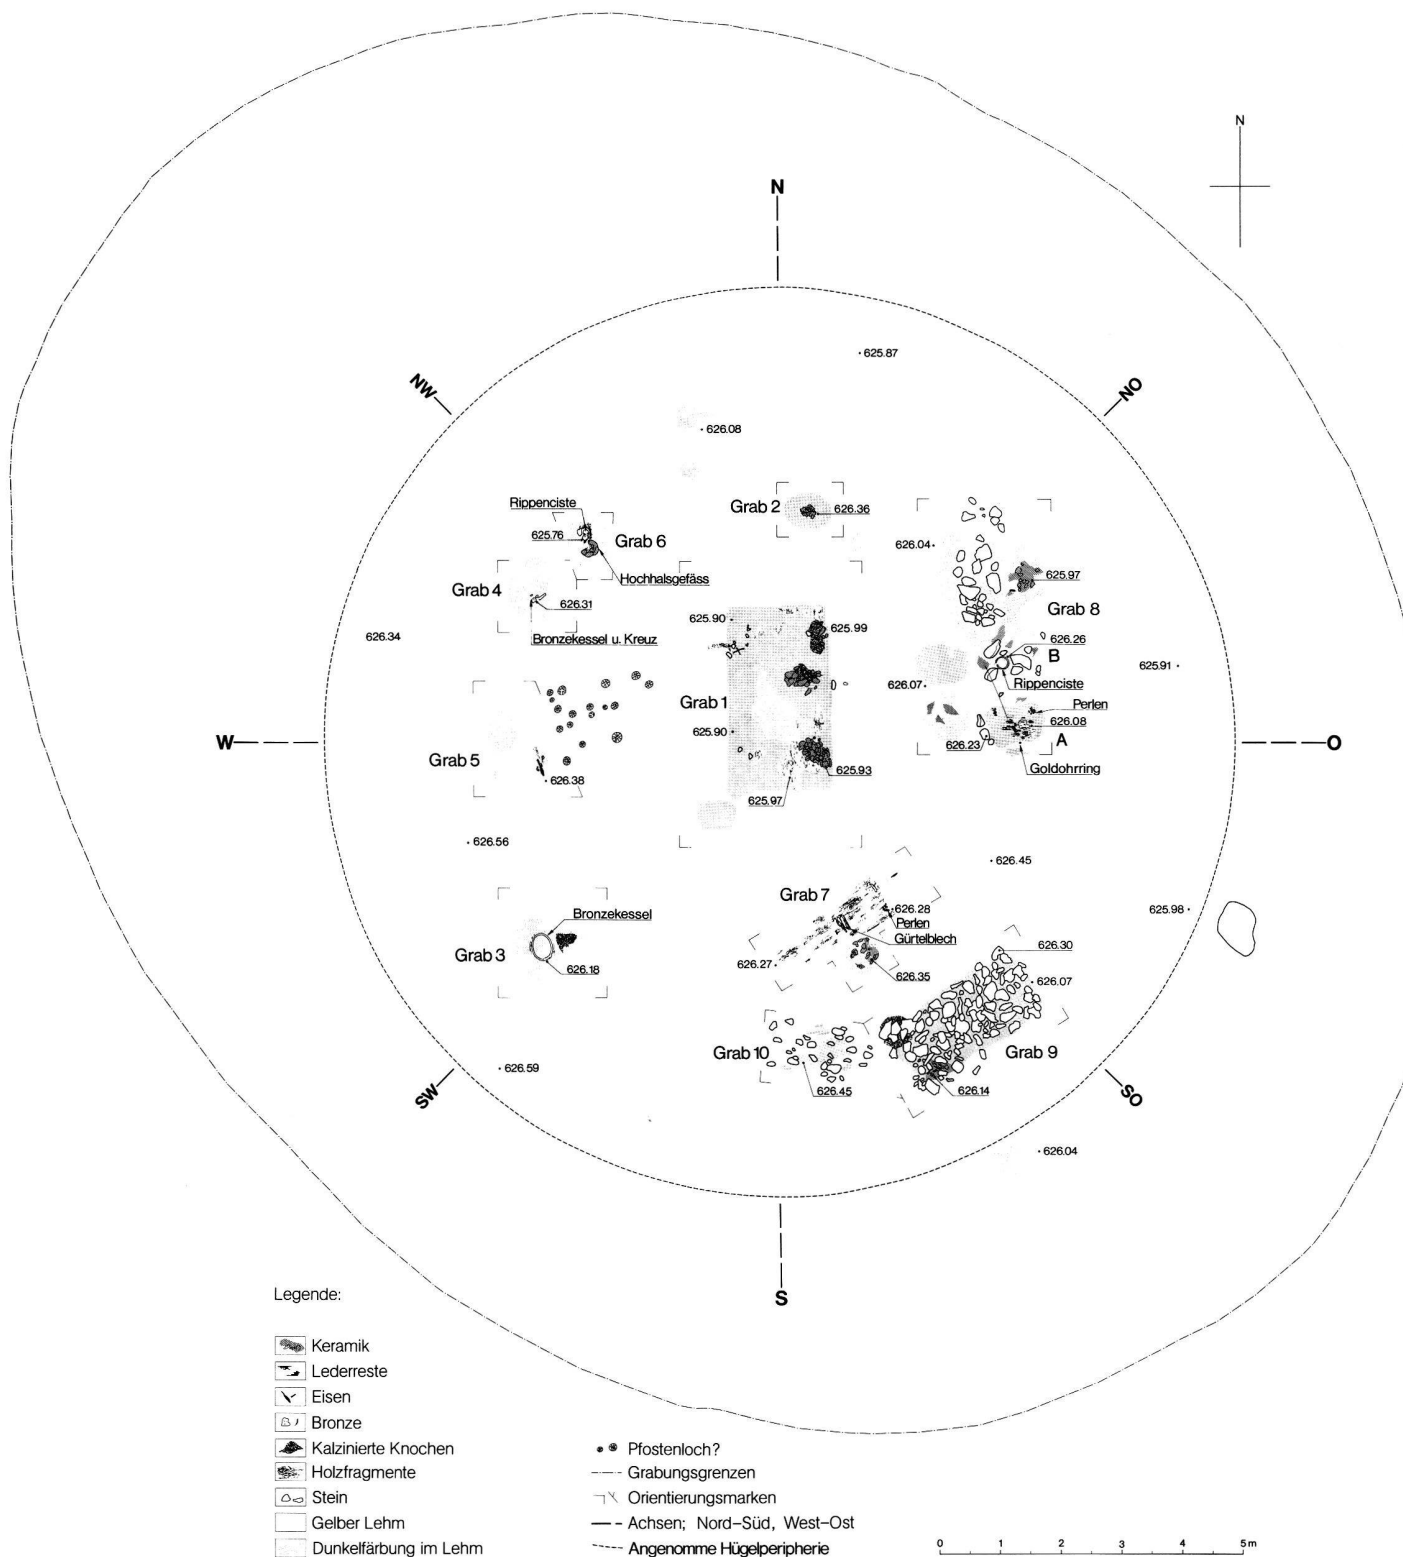 N
N
625.87
NW
NO
626.08
Rippenciste
Grab 2
626.36
625.76
Grab 6
626.04
Hochhalsgefäss
625.97
Grab 4
626.31
Grab 8
Bronzekessel u. Kreuz
625.90
625.99
626.34
626.26
B
625.91
Rippenciste
626.07
Grab 1
Perlen
626.08
625.90
W
A
O
626.23
Grab 5
Goldohrring
626.38
625.93
625.97
626.56
626.45
Grab 7
626.28
625.98
Perlen
Bronzekessel
Gürtelblech
626.30
Grab 3
626.18
626.27
626.35
626.07
Grab 10
Grab 9
626.59
626.45
626.14
SW
SO
626.04
S
Legende:
Keramik
Lederreste
Eisen
Bronze
Kalzinierte Knochen
Holzfragmente
Stein
Gelber Lehm
Dunkelfärbung im Lehm
Pfostenloch?
Grabungsgrenzen
Orientierungsmarken
Achsen; Nord–Süd, West–Ost
Angenomme Hügelperipherie
0 1 2 3 4 5m